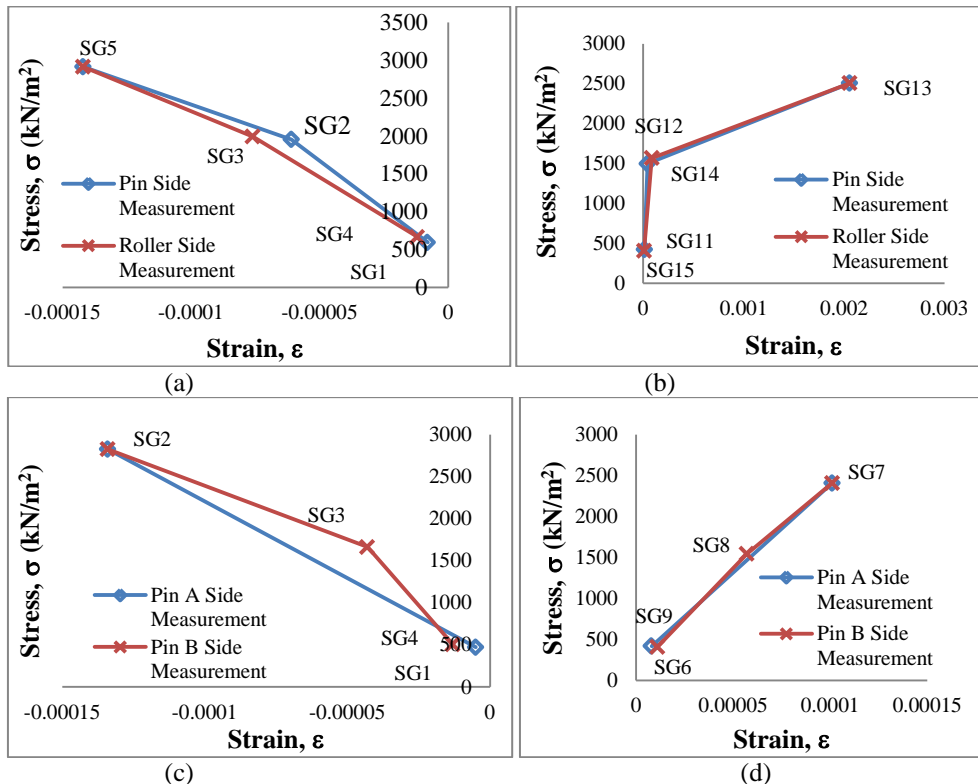 3500
3000
2500
2000
1500
1000
500
0
-0.00015
-0.0001
-0.00005
0
Stress, σ (kN/m²)
Strain, ε
SG5
SG2
SG3
SG4
SG1
Pin Side
Measurement
Roller Side
Measurement
(a)
3000
2500
2000
1500
1000
500
0
0
0.001
0.002
0.003
Stress, σ (kN/m²)
Strain, ε
SG13
SG12
SG14
SG11
SG15
Pin Side
Measurement
Roller Side
Measurement
(b)
3000
2500
2000
1500
1000
500
0
-0.00015
-0.0001
-0.00005
0
Stress, σ (kN/m²)
Strain, ε
SG2
SG3
SG4
SG1
Pin A Side
Measurement
Pin B Side
Measurement
(c)
3000
2500
2000
1500
1000
500
0
0
0.00005
0.0001
0.00015
Stress, σ (kN/m²)
Strain, ε
SG7
SG8
SG9
SG6
Pin A Side
Measurement
Pin B Side
Measurement
(d)